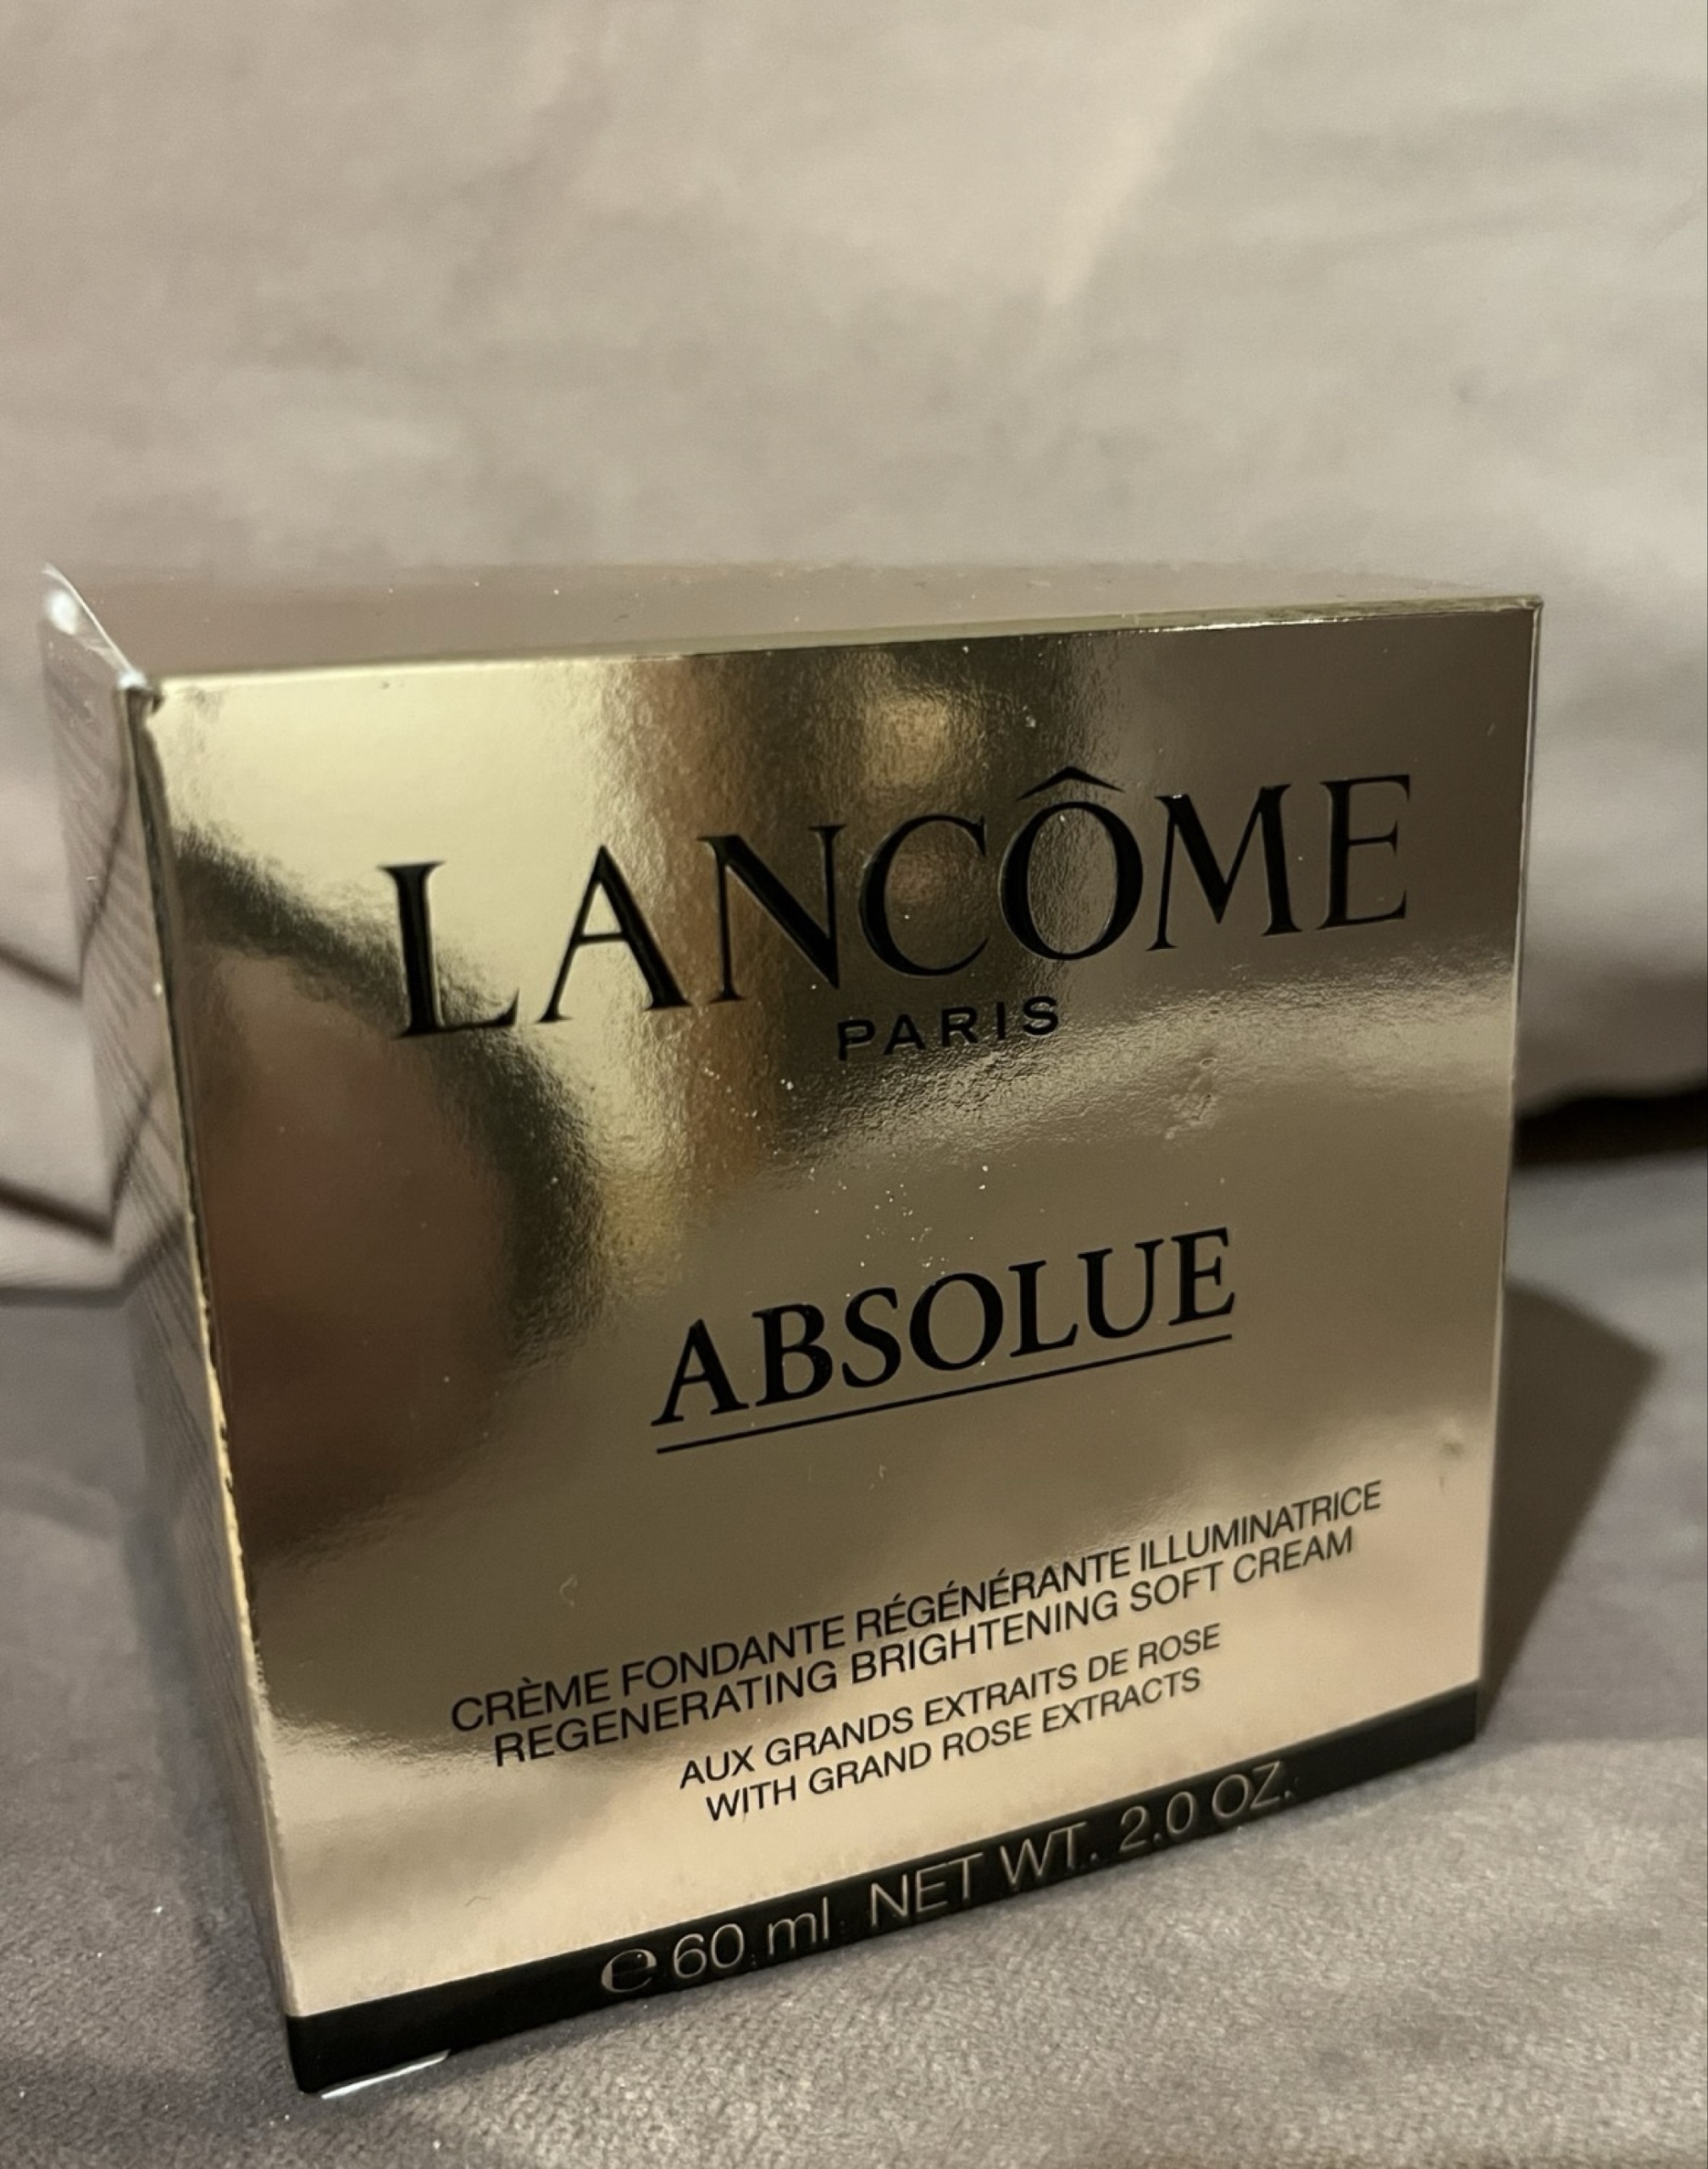 LANCÔME
PARIS
ABSOLUE
CRÈME FONDANTE RÉGÉNÉRANTE ILLUMINATRICE
REGENERATING BRIGHTENING SOFT CREAM
AUX GRANDS EXTRAITS DE ROSE
WITH GRAND ROSE EXTRACTS
℮ 60 ml NET WT. 2.0 OZ.